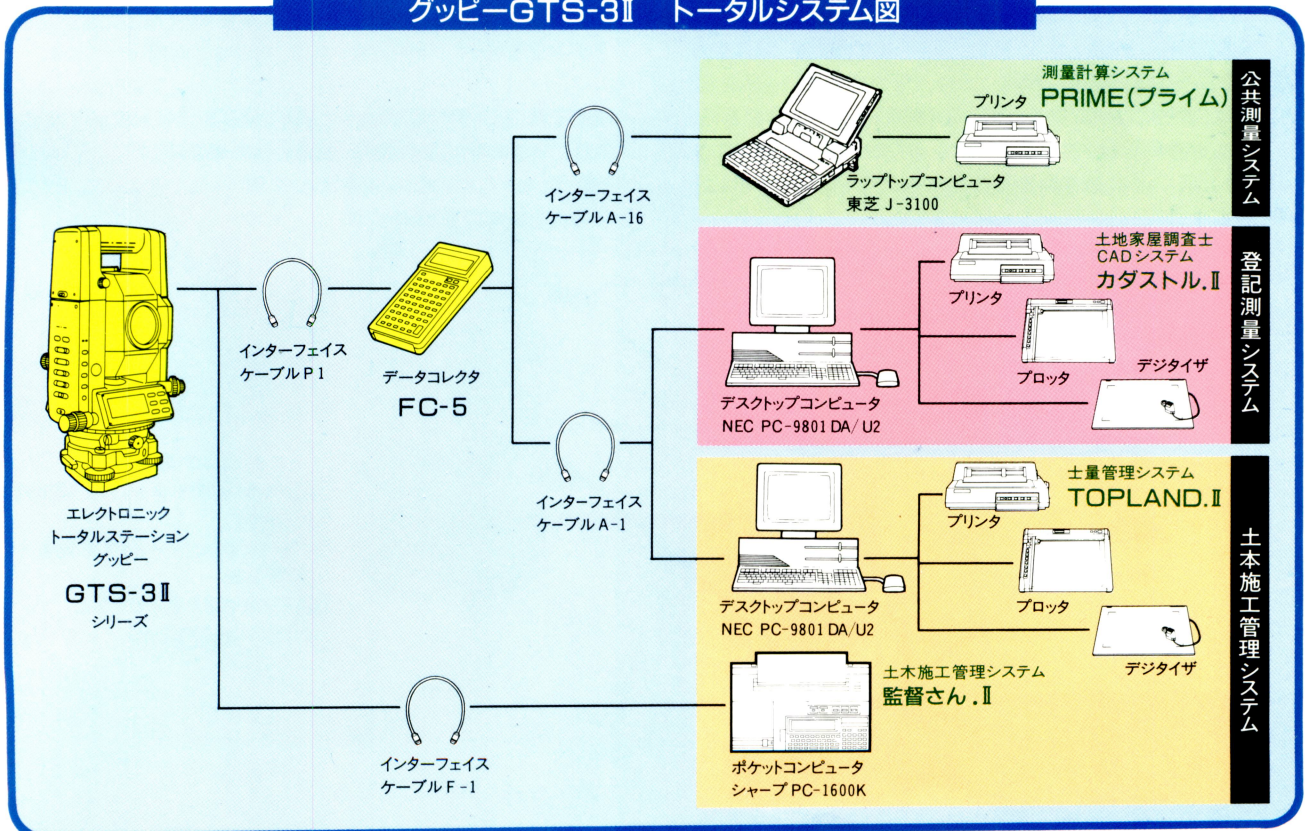 グッピーGTS-3Ⅱ トータルシステム図
エレクトロニック
トータルステーション
グッピー
GTS-3Ⅱ
シリーズ
インターフェイス
ケーブルP1
データコレクタ
FC-5
インターフェイス
ケーブルA-16
インターフェイス
ケーブルA-1
インターフェイス
ケーブルF-1
測量計算システム
プリンタ PRIME(プライム)
ラップトップコンピュータ
東芝 J-3100
公共測量システム
土地家屋調査士
CADシステム
カダストル.Ⅱ
プリンタ
プロッタ
デジタイザ
デスクトップコンピュータ
NEC PC-9801DA/U2
登記測量システム
士量管理システム
TOPLAND.Ⅱ
プリンタ
プロッタ
デジタイザ
デスクトップコンピュータ
NEC PC-9801DA/U2
土木施工管理システム
監督さん.Ⅱ
ポケットコンピュータ
シャープPC-1600K
土本施工管理システム